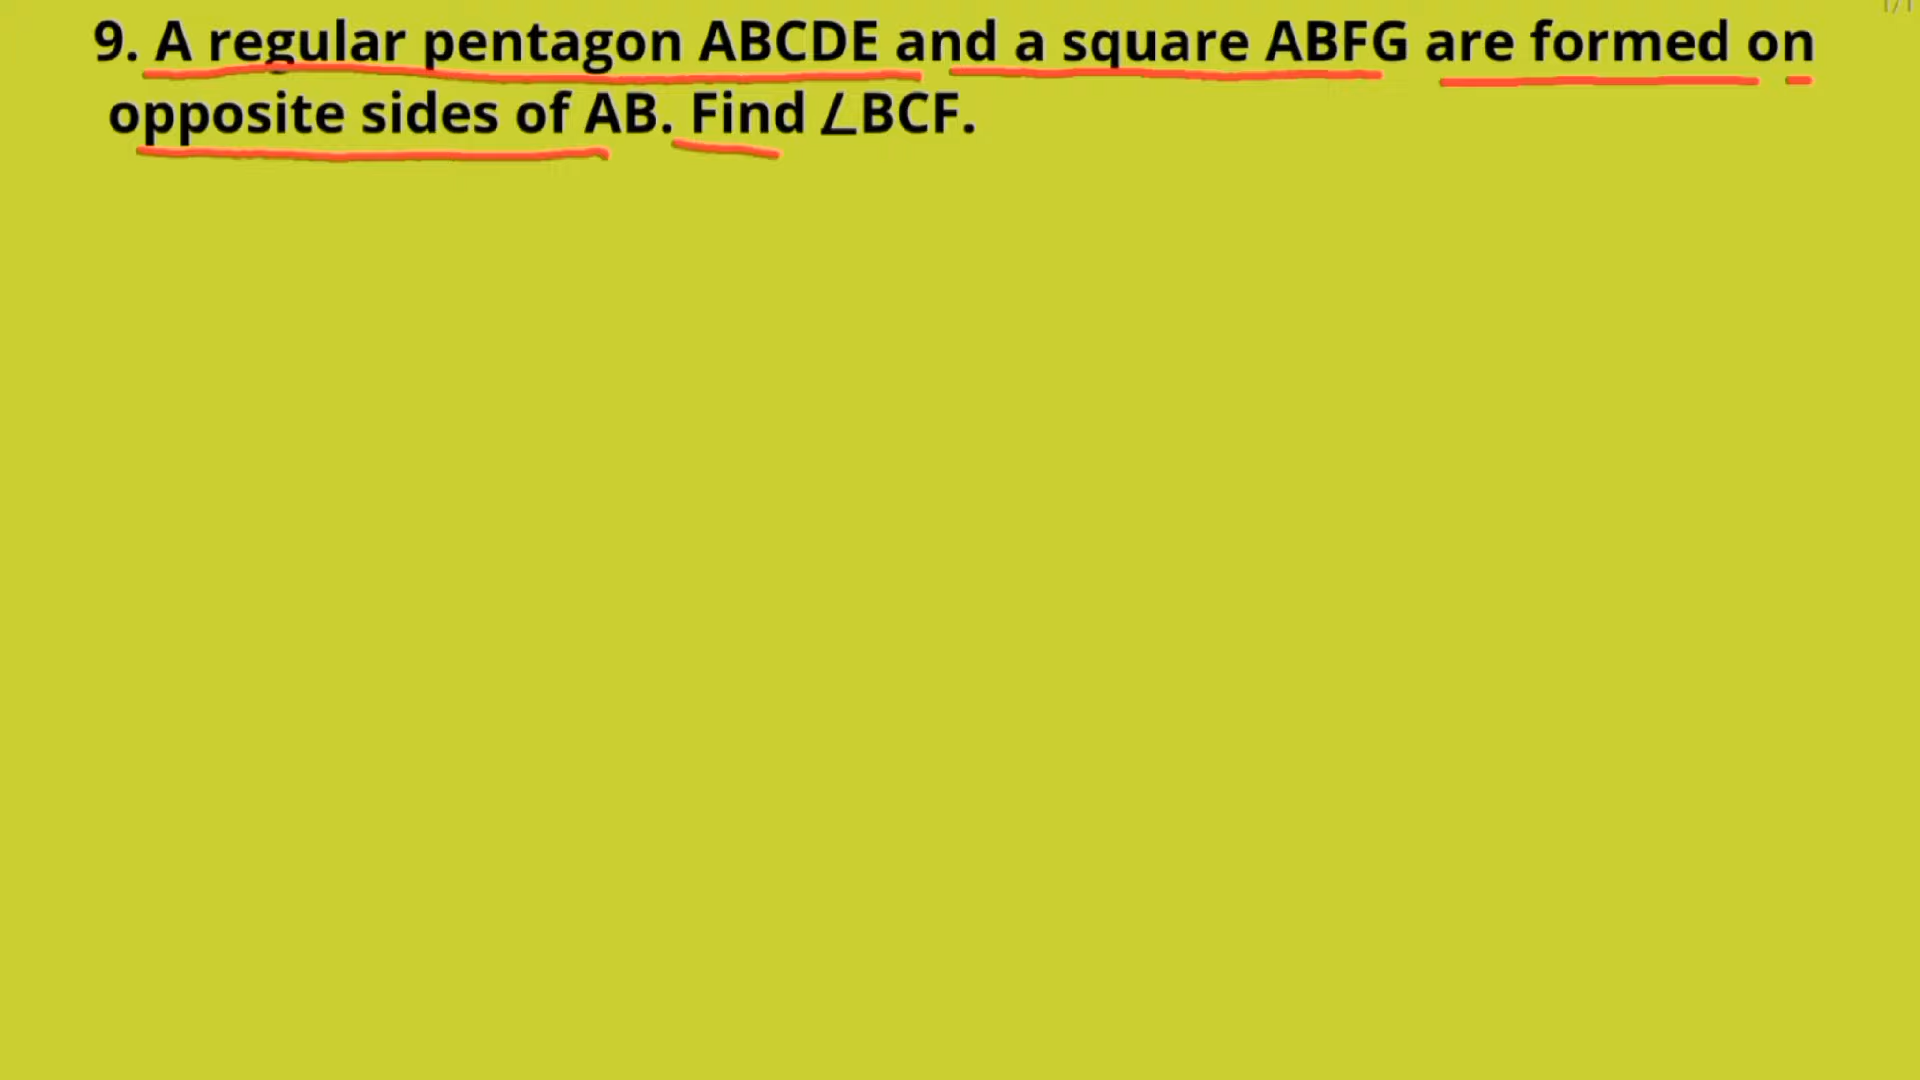 9. A regular pentagon ABCDE and a square ABFG are formed on
opposite sides of AB. Find ∠BCF.